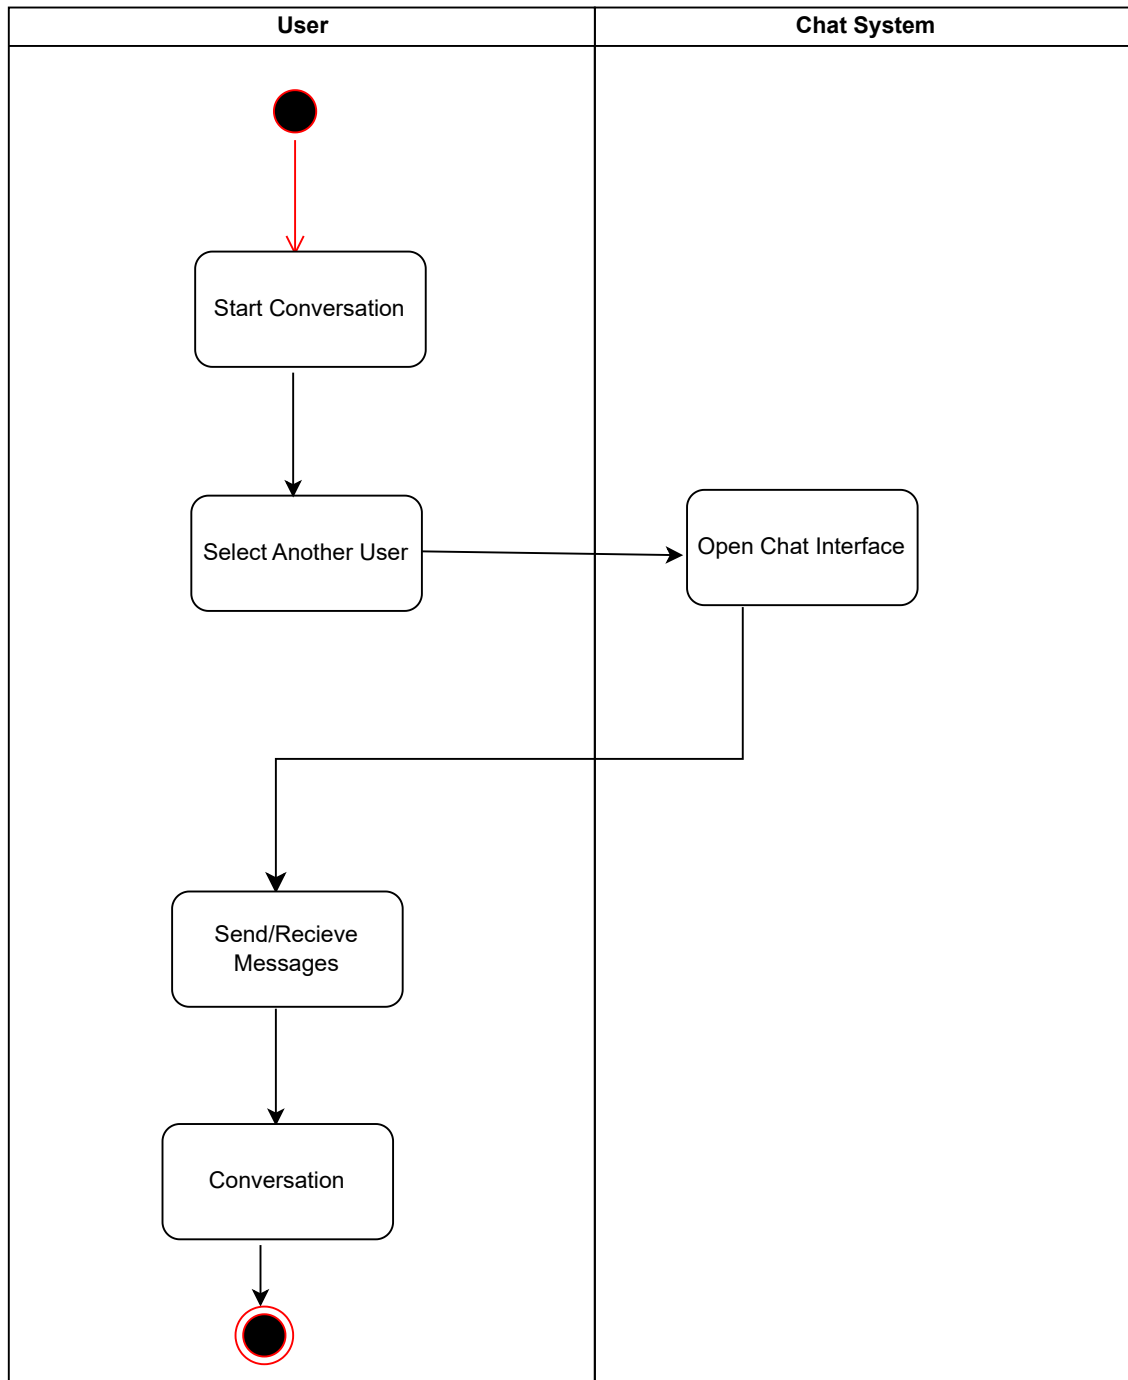 User
Chat System
Start Conversation
Select Another User
Open Chat Interface
Send/Recieve
Messages
Conversation